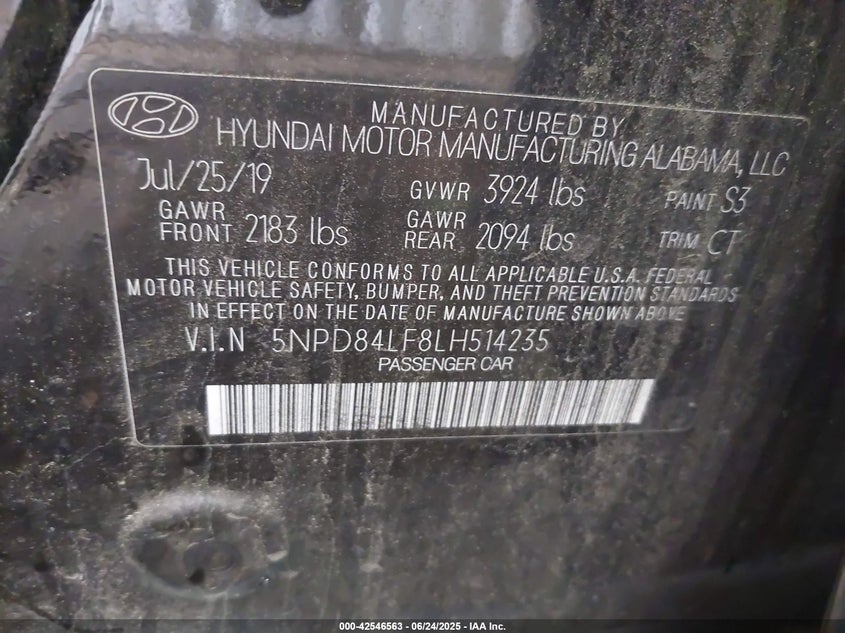 MANUFACTURED BY
HYUNDAI MOTOR MANUFACTURING ALABAMA, LLC
Jul/25/19 GVWR 3924 lbs PAINT S3
GAWR FRONT 2183 lbs GAWR REAR 2094 lbs TRIM CT
THIS VEHICLE CONFORMS TO ALL APPLICABLE U.S.A. FEDERAL
MOTOR VEHICLE SAFETY, BUMPER, AND THEFT PREVENTION STANDARDS
IN EFFECT ON THE DATE OF MANUFACTURE SHOWN ABOVE
V.I.N 5NPD84LF8LH514235
PASSENGER CAR
000-42546563 - 06/24/2025 - IAA Inc.